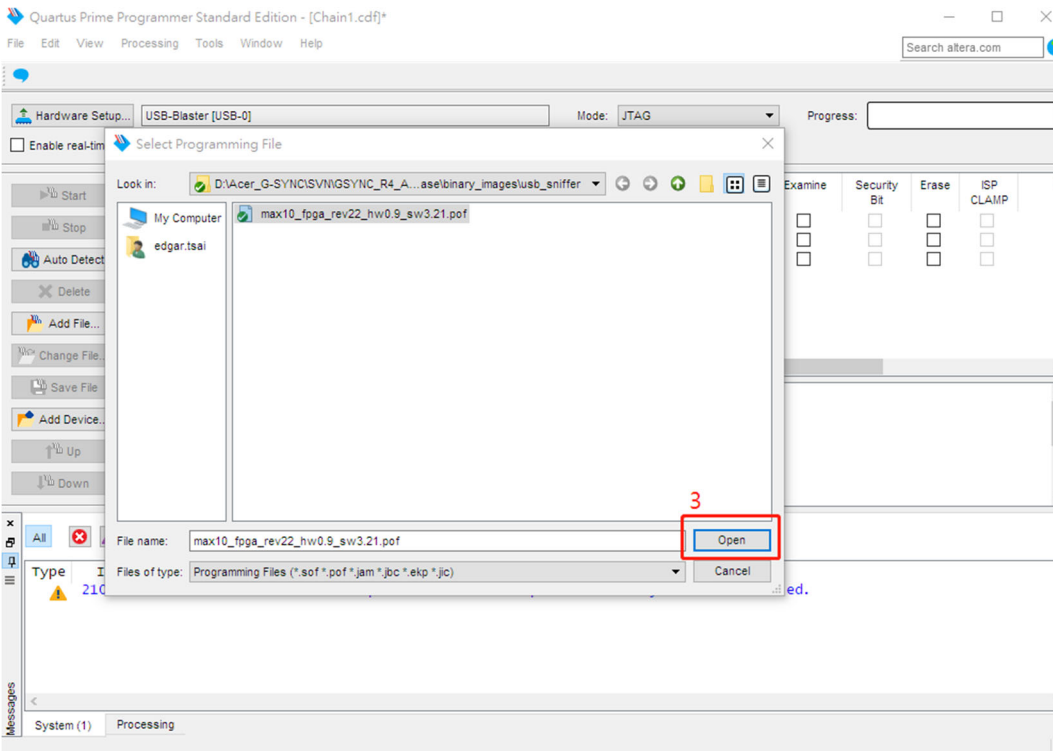 Quartus Prime Programmer Standard Edition - [Chain1.cdf]*
File Edit View Processing Tools Window Help
Search altera.com
Hardware Setup... USB-Blaster [USB-0] Mode: JTAG Progress:
Enable real-tim
Select Programming File
Look in: D:\Acer_G-SYNC\SVN\GSYNC_R4_A...ase\binary_images\usb_sniffer
My Computer
edgar.tsai
max10_fpga_rev22_hw0.9_sw3.21.pof
Start
Stop
Auto Detect
Delete
Add File...
Change File..
Save File
Add Device..
Up
Down
Examine Security Bit Erase ISP CLAMP
3
File name: max10_fpga_rev22_hw0.9_sw3.21.pof Open
Files of type: Programming Files (*.sof *.pof *.jam *.jbc *.ekp *.jic) Cancel
All
Type I
210 ed.
Messages
System (1) Processing